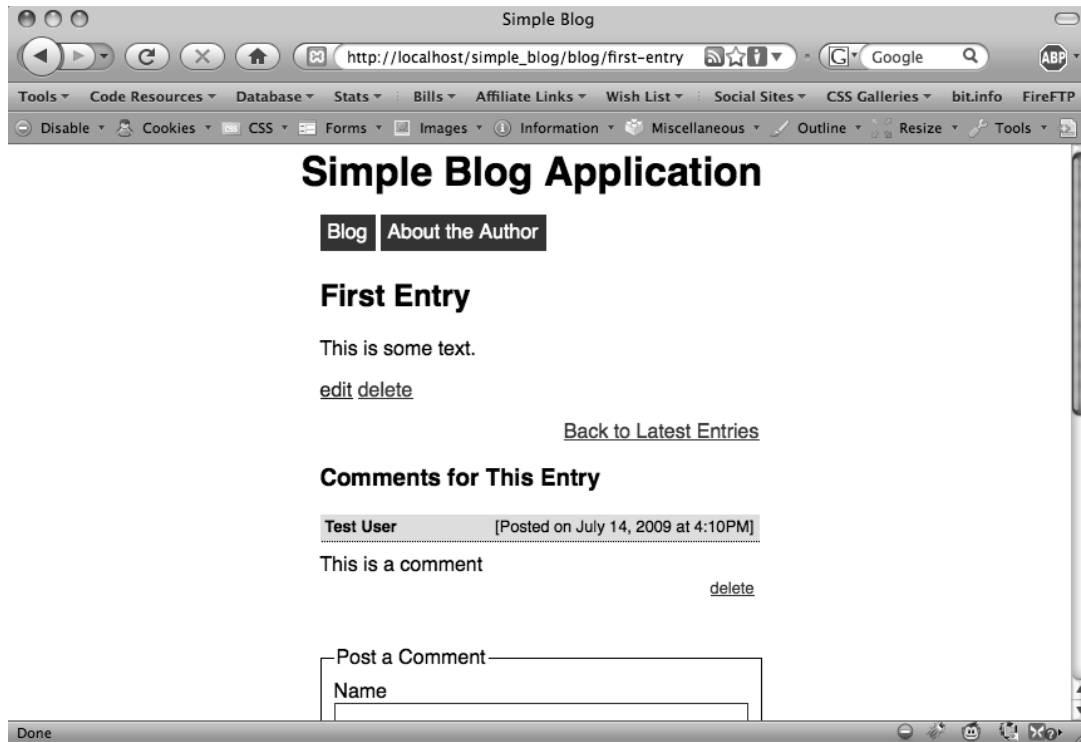 Simple Blog
http://localhost/simple_blog/blog/first-entry G Google ABP
Tools Code Resources Database Stats Bills Affiliate Links Wish List Social Sites CSS Galleries bit.info FireFTP
Disable Cookies CSS CSS Forms Images Information Miscellaneous Outline Resize Tools
Simple Blog Application
Blog About the Author
First Entry
This is some text.
edit delete
Back to Latest Entries
Comments for This Entry
Test User [Posted on July 14, 2009 at 4:10PM]
This is a comment
delete
Post a Comment
Name
Done